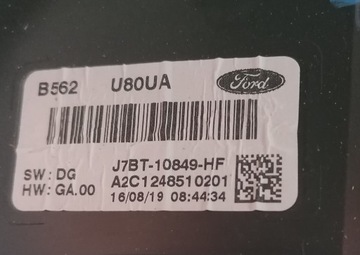 B562 U80UA Ford
J7BT-10849-HF
SW: DG A2C1248510201
HW: GA.00 16/08/19 08:44:34